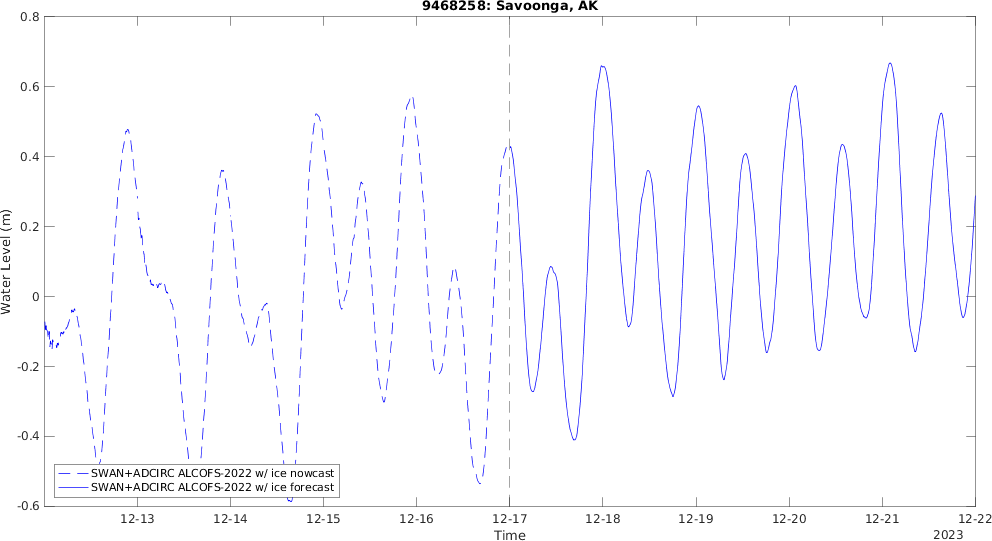 9468258: Savoonga, AK
0.8
0.6
0.4
0.2
0
-0.2
-0.4
-0.6
Water Level (m)
SWAN+ADCIRC ALCOFS-2022 w/ ice nowcast
SWAN+ADCIRC ALCOFS-2022 w/ ice forecast
12-13 12-14 12-15 12-16 12-17 12-18 12-19 12-20 12-21 12-22
Time
2023